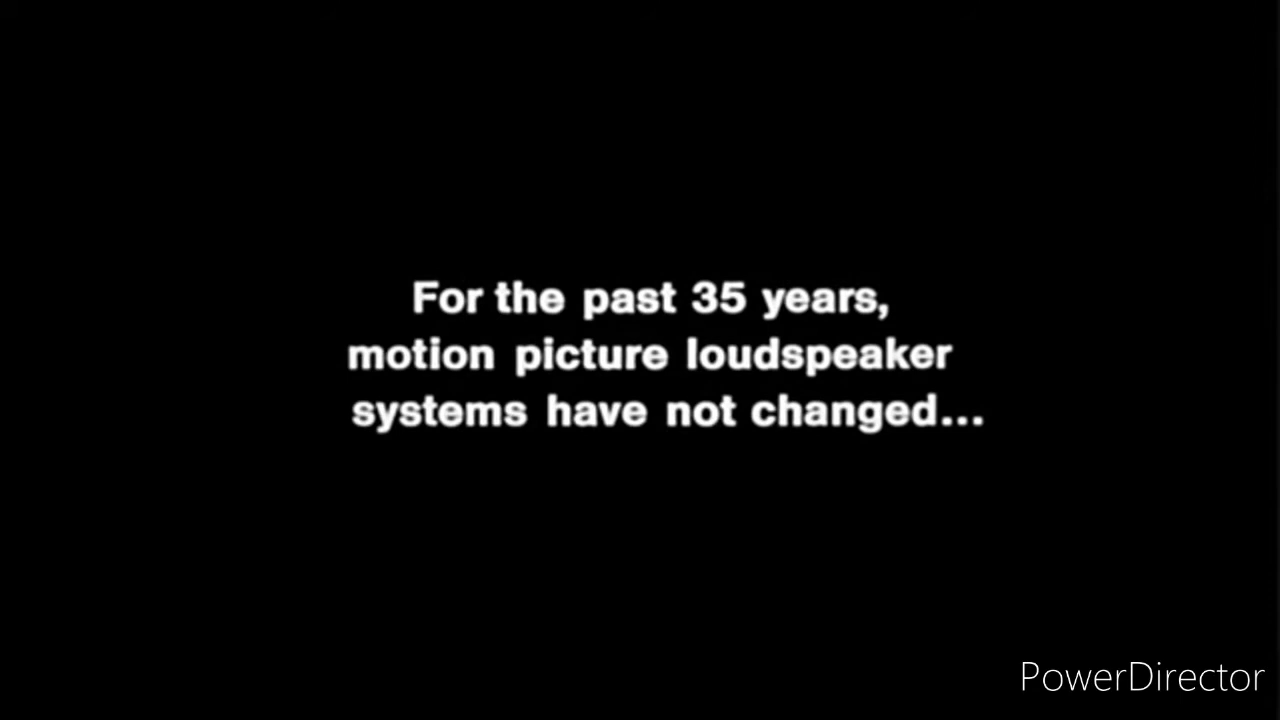 For the past 35 years,
motion picture loudspeaker
systems have not changed...
PowerDirector